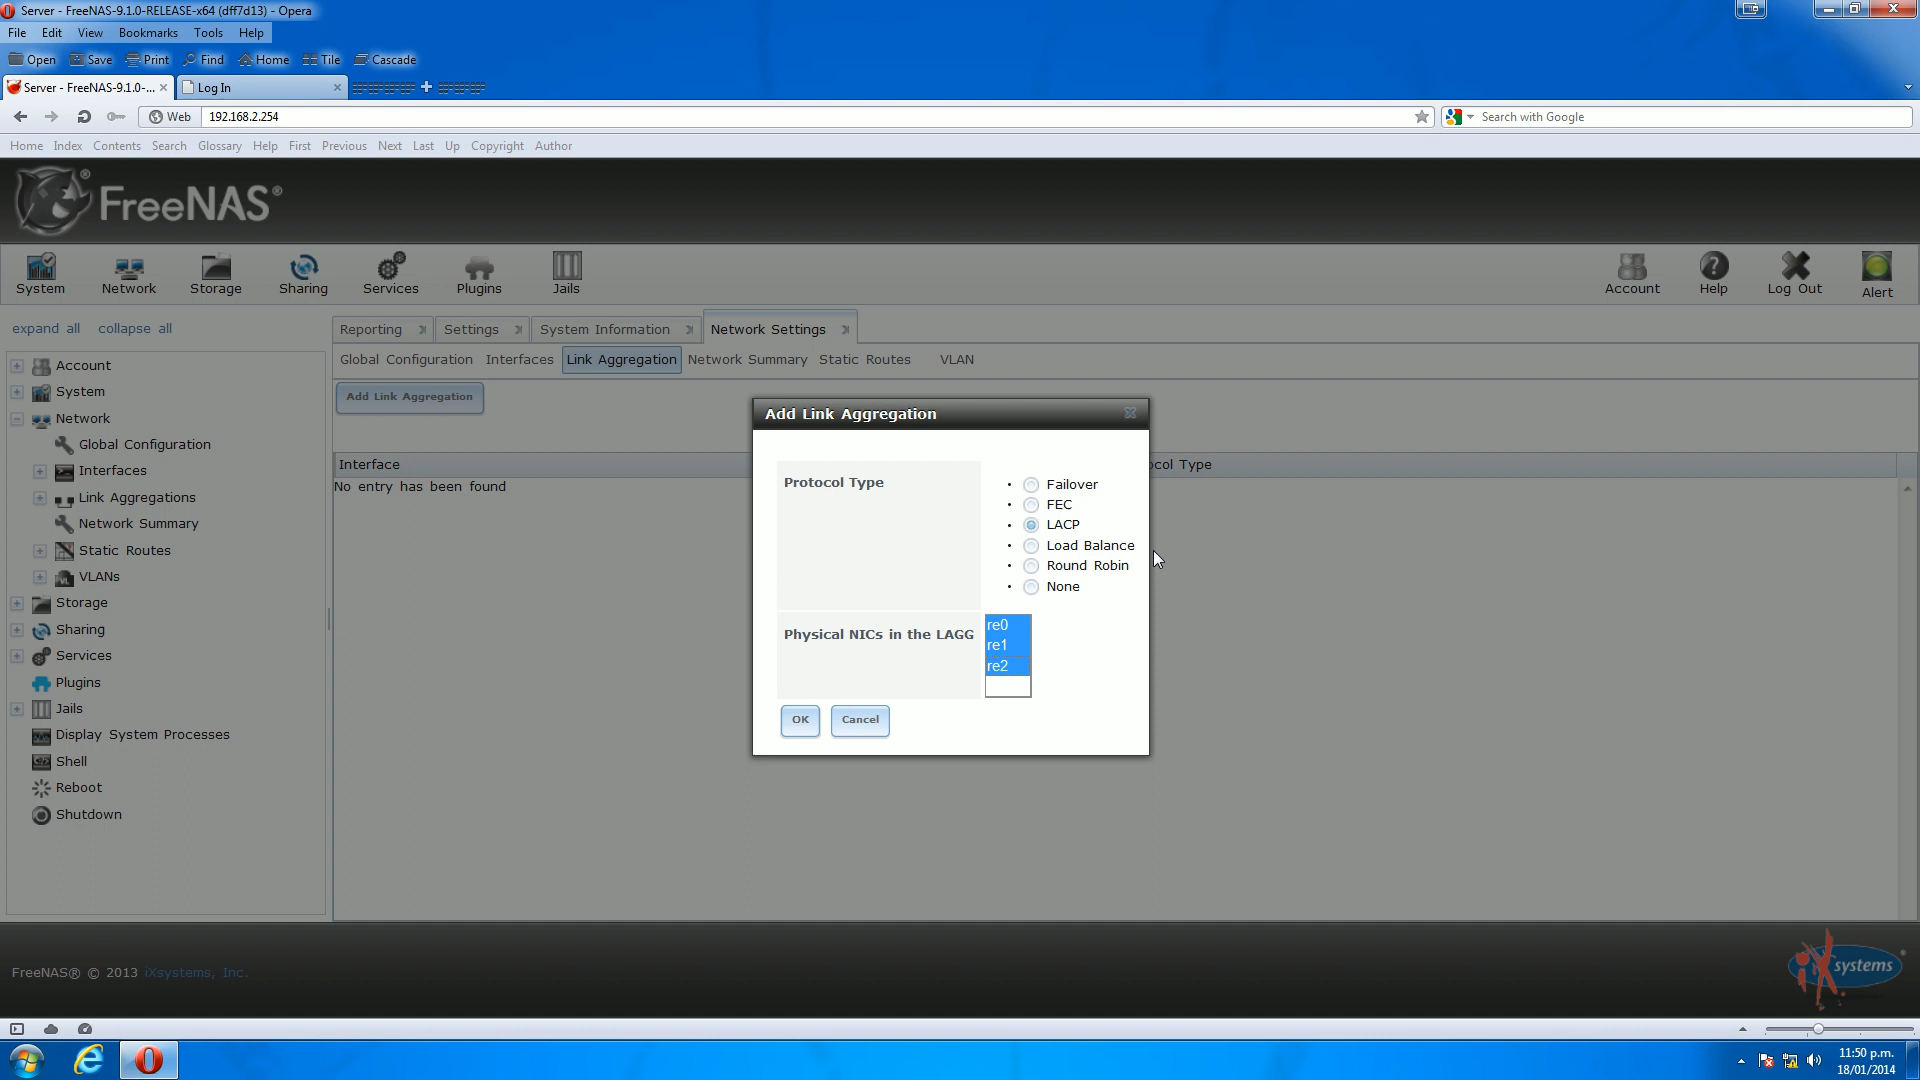 Server - FreeNAS-9.1.0-RELEASE-x64 (dff7d13) - Opera
File Edit View Bookmarks Tools Help
Open Save Print Find Home Tile Cascade
Server - FreeNAS-9.1.0-... Log In
Web 192.168.2.254 Search with Google
Home Index Contents Search Glossary Help First Previous Next Last Up Copyright Author
FreeNAS®
System Network Storage Sharing Services Plugins Jails Account Help Log Out Alert
expand all collapse all
Reporting Settings System Information Network Settings
Global Configuration Interfaces Link Aggregation Network Summary Static Routes VLAN
Add Link Aggregation
Interface ocol Type
No entry has been found
Account
System
Network
Global Configuration
Interfaces
Link Aggregations
Network Summary
Static Routes
VLANs
Storage
Sharing
Services
Plugins
Jails
Display System Processes
Shell
Reboot
Shutdown
Add Link Aggregation
Protocol Type
• Failover
• FEC
• LACP
• Load Balance
• Round Robin
• None
Physical NICs in the LAGG
re0
re1
re2
OK Cancel
FreeNAS® © 2013 iXsystems, Inc.
iXsystems
11:50 p.m.
18/01/2014